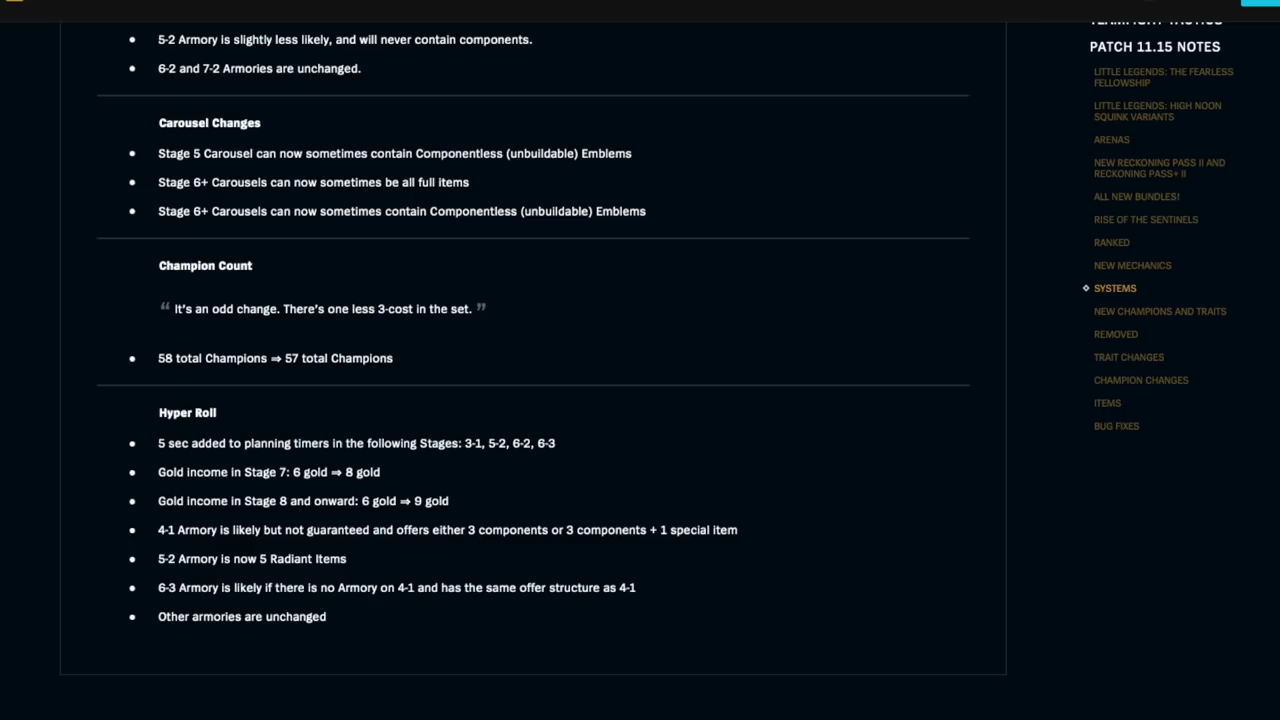 5-2 Armory is slightly less likely, and will never contain components.
6-2 and 7-2 Armories are unchanged.
Carousel Changes
Stage 5 Carousel can now sometimes contain Componentless (unbuildable) Emblems
Stage 6+ Carousels can now sometimes be all full items
Stage 6+ Carousels can now sometimes contain Componentless (unbuildable) Emblems
Champion Count
“ It's an odd change. There's one less 3-cost in the set. ”
58 total Champions ⇒ 57 total Champions
Hyper Roll
5 sec added to planning timers in the following Stages: 3-1, 5-2, 6-2, 6-3
Gold income in Stage 7: 6 gold ⇒ 8 gold
Gold income in Stage 8 and onward: 6 gold ⇒ 9 gold
4-1 Armory is likely but not guaranteed and offers either 3 components or 3 components + 1 special item
5-2 Armory is now 5 Radiant Items
6-3 Armory is likely if there is no Armory on 4-1 and has the same offer structure as 4-1
Other armories are unchanged
TEAMFIGHT TACTICS
PATCH 11.15 NOTES
LITTLE LEGENDS: THE FEARLESS
FELLOWSHIP
LITTLE LEGENDS: HIGH NOON
SQUINK VARIANTS
ARENAS
NEW RECKONING PASS II AND
RECKONING PASS+ II
ALL NEW BUNDLES!
RISE OF THE SENTINELS
RANKED
NEW MECHANICS
SYSTEMS
NEW CHAMPIONS AND TRAITS
REMOVED
TRAIT CHANGES
CHAMPION CHANGES
ITEMS
BUG FIXES